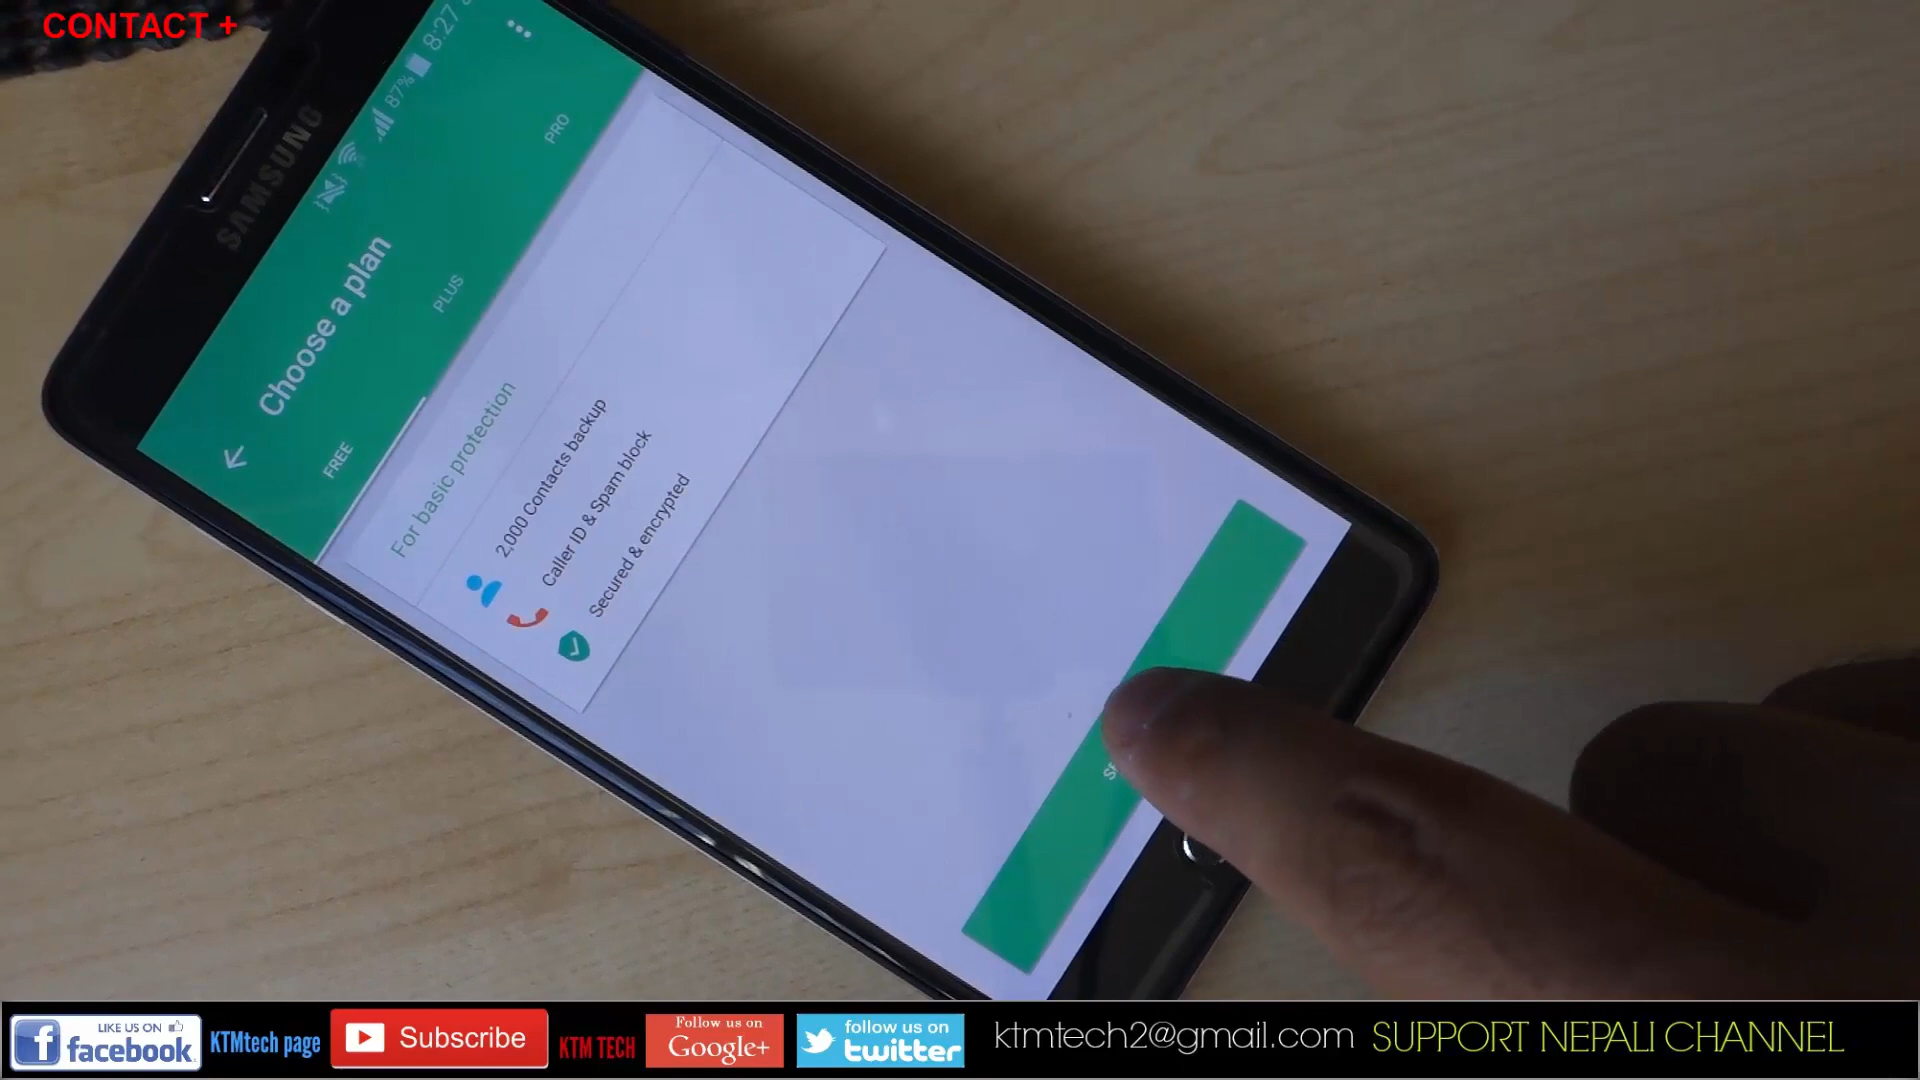 CONTACT +
8:27
87%
SAMSUNG
Choose a plan
FREE
PLUS
PRO
For basic protection
2,000 Contacts backup
Caller ID & Spam block
Secured & encrypted
LIKE US ON
facebook
KTMtech page
Subscribe
KTM TECH
Follow us on
Google+
follow us on
twitter
ktmtech2@gmail.com
SUPPORT NEPALI CHANNEL